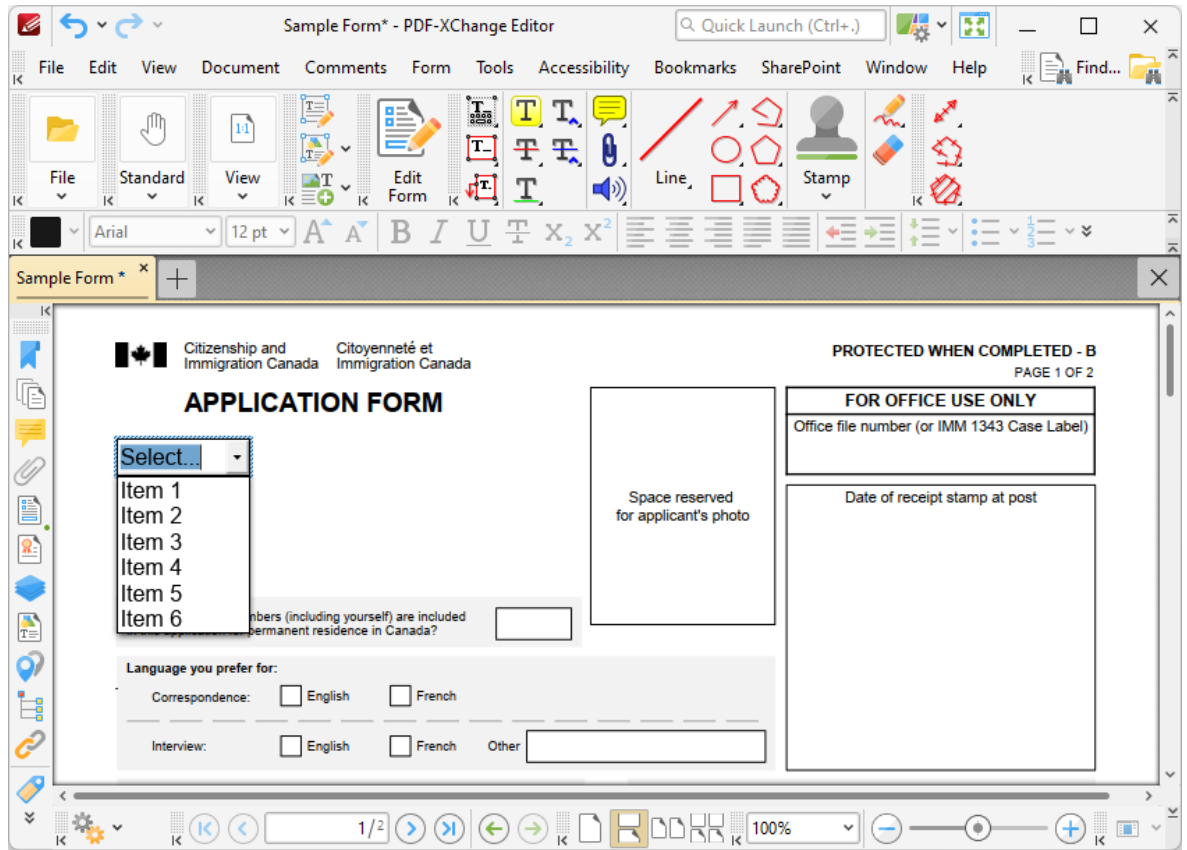 Sample Form* - PDF-XChange Editor
Quick Launch (Ctrl+.)
File Edit View Document Comments Form Tools Accessibility Bookmarks SharePoint Window Help Find...
File Standard View Edit Form Line Stamp
Arial 12 pt
Sample Form *
Citizenship and Immigration Canada
Citoyenneté et Immigration Canada
PROTECTED WHEN COMPLETED - B
PAGE 1 OF 2
APPLICATION FORM
FOR OFFICE USE ONLY
Office file number (or IMM 1343 Case Label)
Select...
Item 1
Item 2
Item 3
Item 4
Item 5
Item 6
Space reserved
for applicant's photo
Date of receipt stamp at post
(including yourself) are included
permanent residence in Canada?
Language you prefer for:
Correspondence: English French
Interview: English French Other
1/2
100%